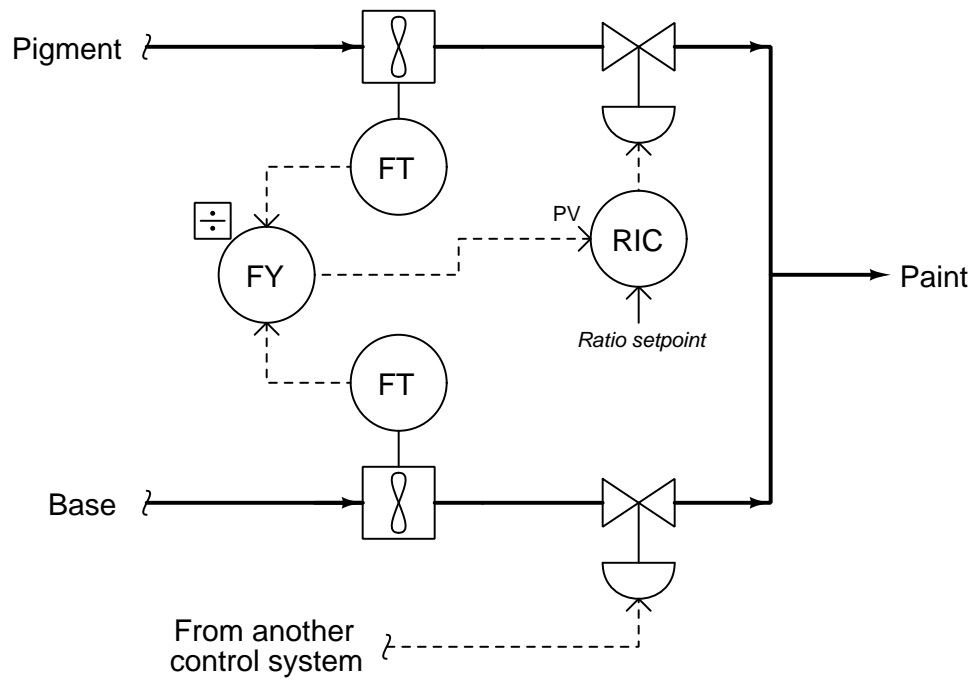 Pigment
FT
÷
FY
PV
RIC
Ratio setpoint
Paint
FT
Base
From another
control system